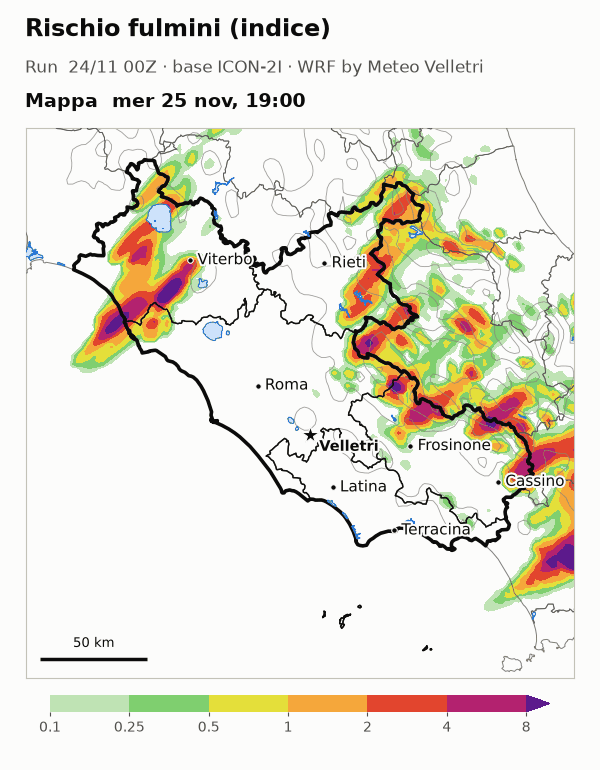 Rischio fulmini (indice)
Run  24/11 00Z · base ICON-2I · WRF by Meteo Velletri
Mappa  mer 25 nov, 19:00
Viterbo
Rieti
Roma
Velletri
Frosinone
Cassino
Latina
Terracina
50 km
0.1 0.25 0.5 1 2 4 8